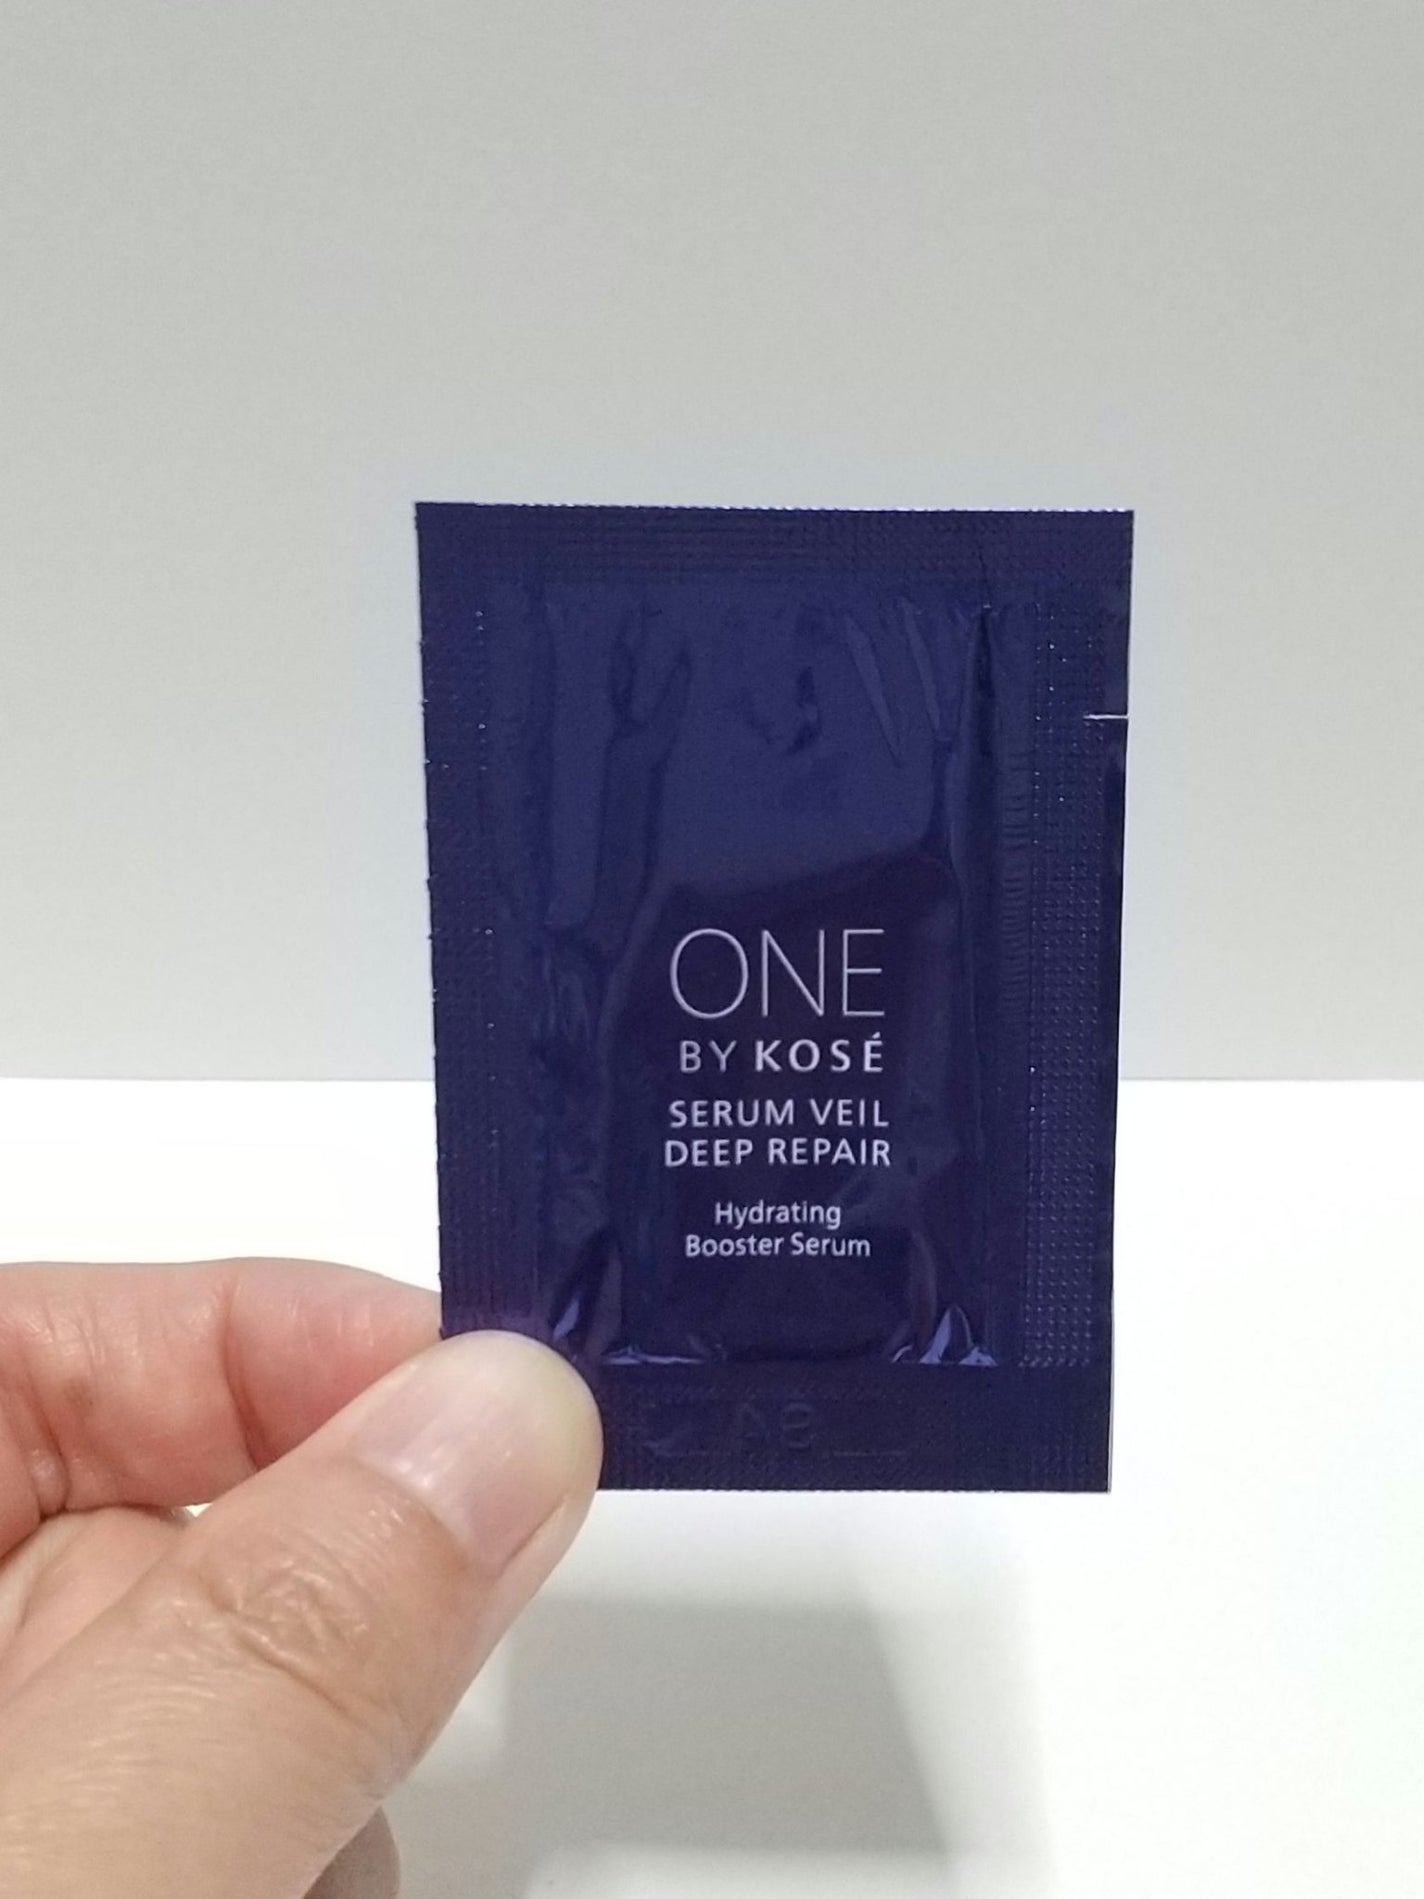 ONE
BY KOSÉ
SERUM VEIL
DEEP REPAIR
Hydrating
Booster Serum